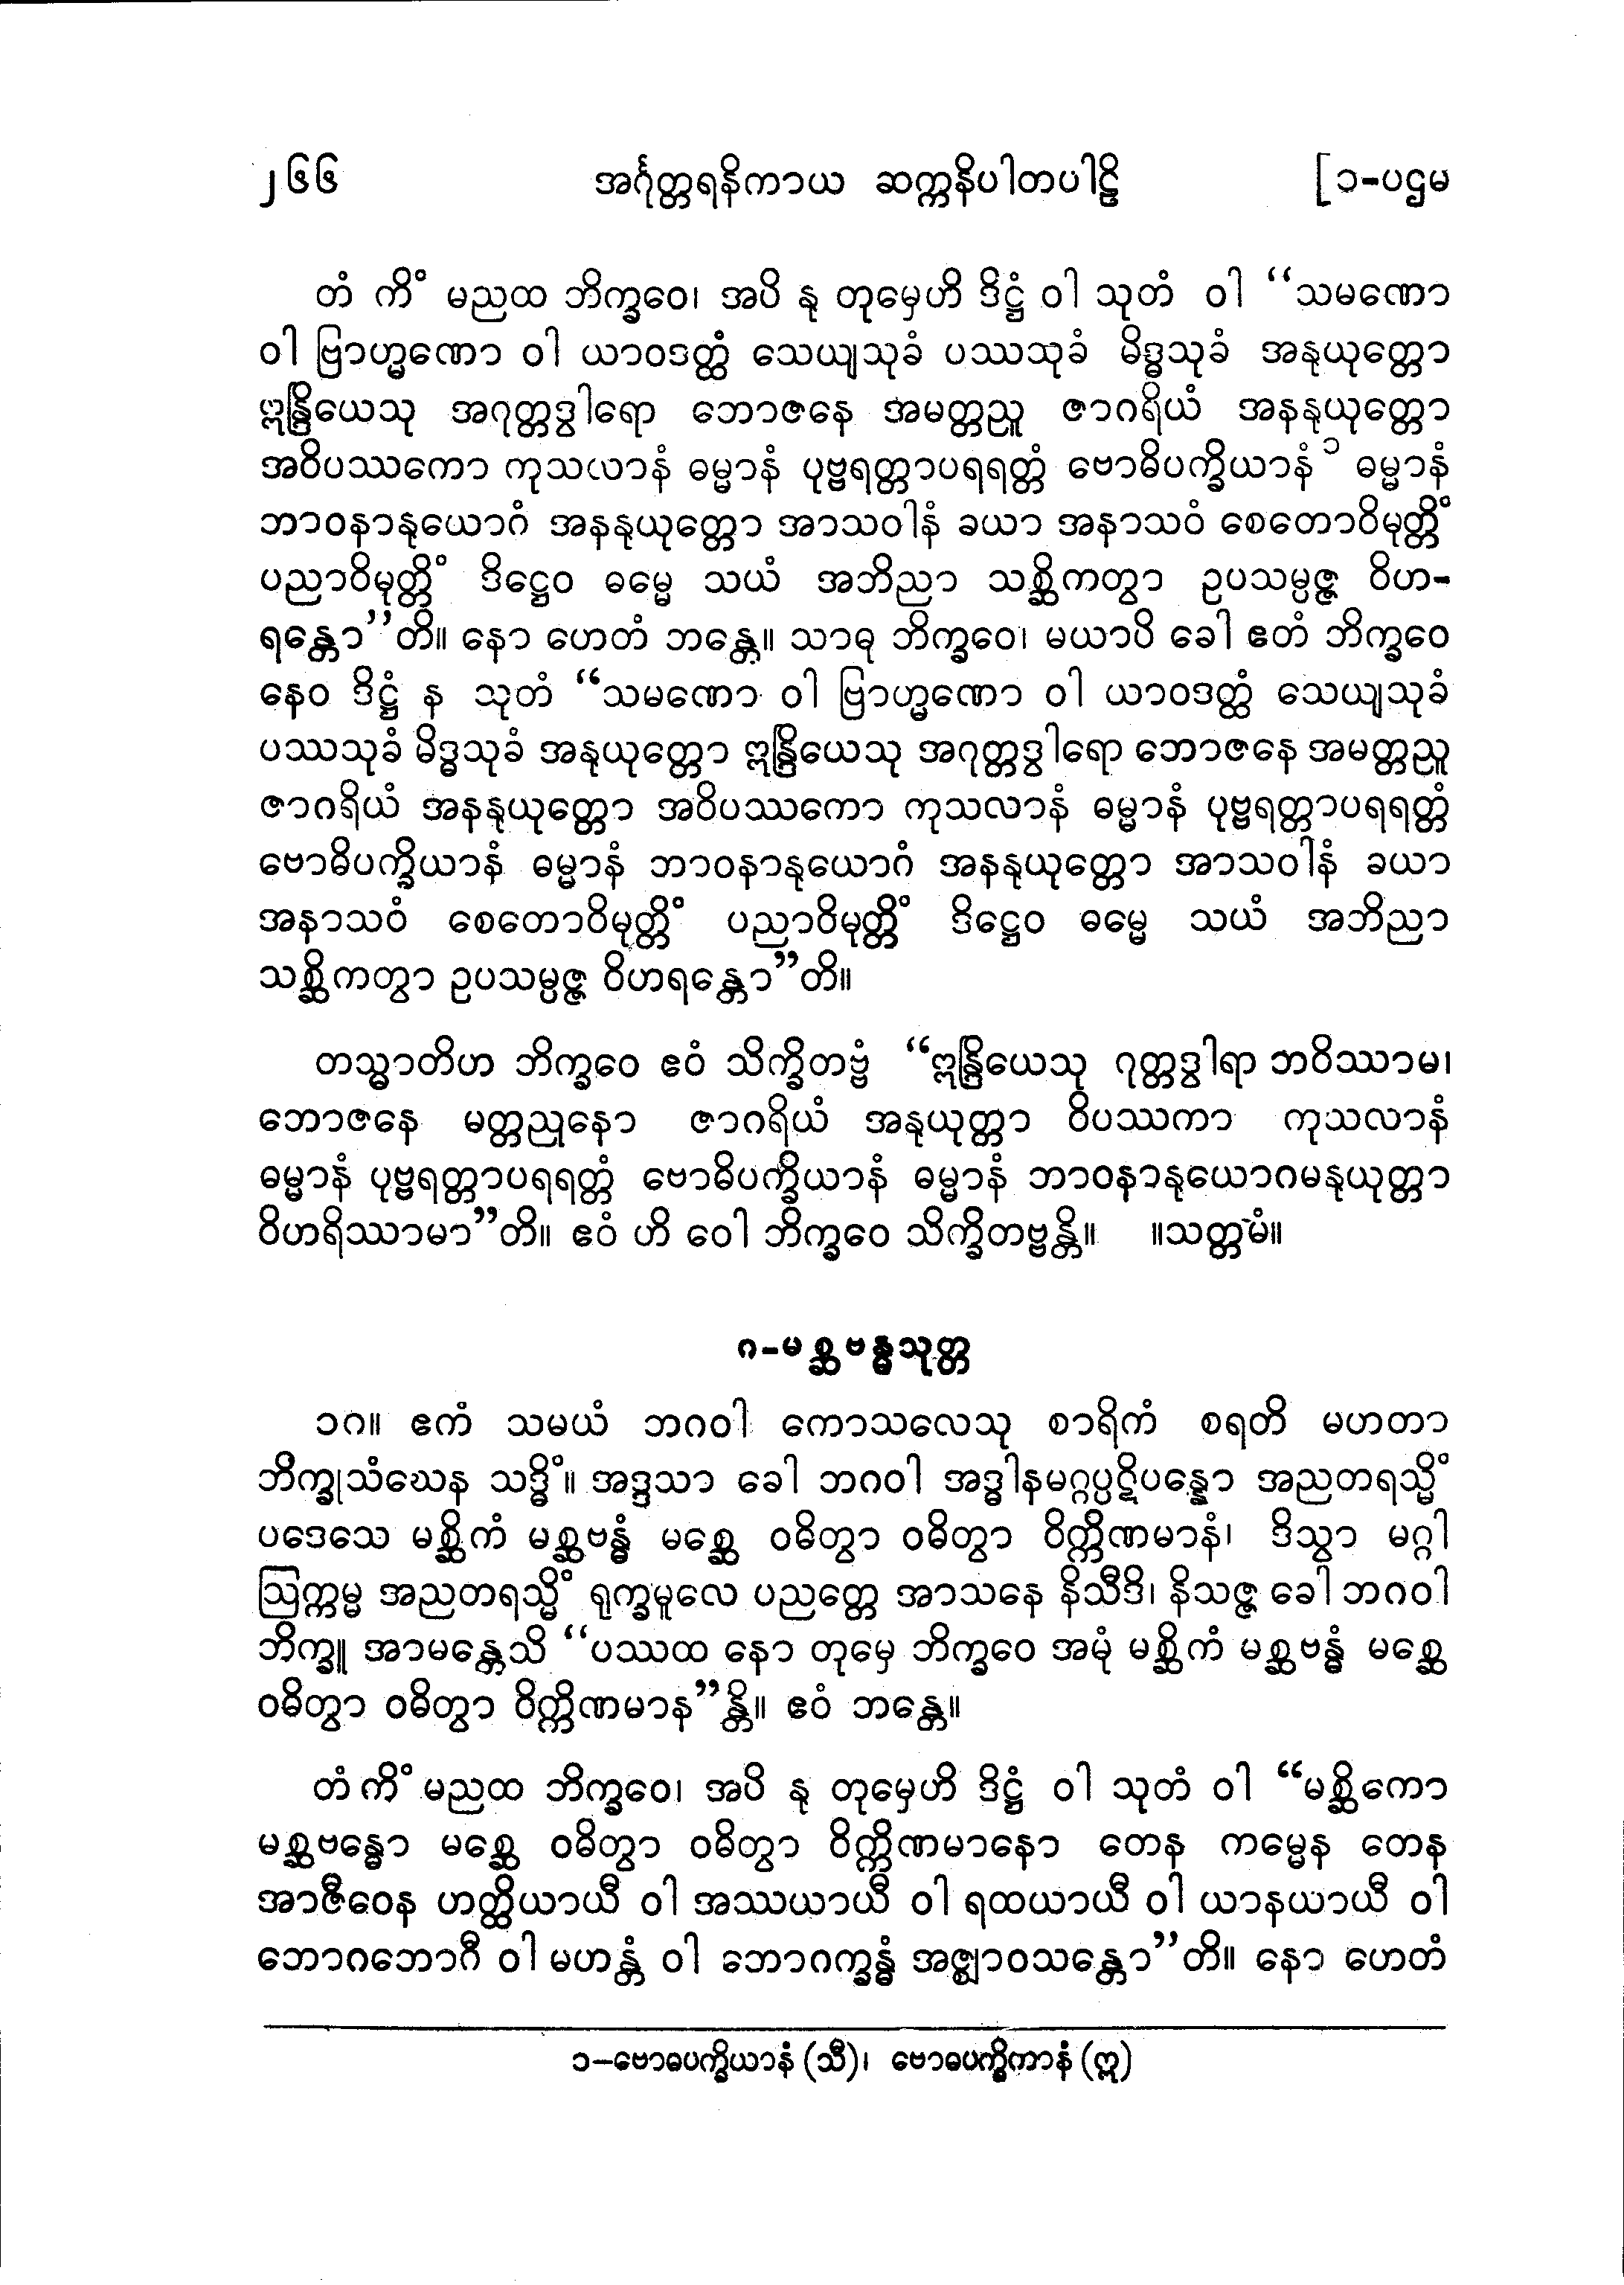 ၂၆၆ အင်္ဂုတ္တရနိကာယ ဆက္ကနိပါတပါဠိ [၁-ပဌမ
တံ ကိံ မညထ ဘိက္ခဝေ၊ အပိ နု တုမှေဟိ ဒိဋ္ဌံ ဝါ သုတံ ဝါ “သမဏော
ဝါ ဗြာဟ္မဏော ဝါ ယာဝဒတ္ထံ သေယျသုခံ ပဿသုခံ မိဒ္ဓသုခံ အနုယုတ္တော
ဣန္ဒြိယေသု အဂုတ္တဒွါရော ဘောဇနေ အမတ္တညူ ဇာဂရိယံ အနနုယုတ္တော
အဝိပဿကော ကုသလာနံ ဓမ္မာနံ ပုဗ္ဗရတ္တာပရရတ္တံ ဗောဓိပက္ခိယာနံ ၁ ဓမ္မာနံ
ဘာဝနာနုယောဂံ အနနုယုတ္တော အာသဝါနံ ခယာ အနာသဝံ စေတောဝိမုတ္တိံ
ပညာဝိမုတ္တိံ ဒိဋ္ဌေဝ ဓမ္မေ သယံ အဘိညာ သစ္ဆိကတွာ ဥပသမ္ပဇ္ဇ ဝိဟ-
ရန္တော”တိ။ နော ဟေတံ ဘန္တေ။ သာဓု ဘိက္ခဝေ၊ မယာပိ ခေါ ဧတံ ဘိက္ခဝေ
နေဝ ဒိဋ္ဌံ န သုတံ “သမဏော ဝါ ဗြာဟ္မဏော ဝါ ယာဝဒတ္ထံ သေယျသုခံ
ပဿသုခံ မိဒ္ဓသုခံ အနုယုတ္တော ဣန္ဒြိယေသု အဂုတ္တဒွါရော ဘောဇနေ အမတ္တညူ
ဇာဂရိယံ အနနုယုတ္တော အဝိပဿကော ကုသလာနံ ဓမ္မာနံ ပုဗ္ဗရတ္တာပရရတ္တံ
ဗောဓိပက္ခိယာနံ ဓမ္မာနံ ဘာဝနာနုယောဂံ အနနုယုတ္တော အာသဝါနံ ခယာ
အနာသဝံ စေတောဝိမုတ္တိံ ပညာဝိမုတ္တိံ ဒိဋ္ဌေဝ ဓမ္မေ သယံ အဘိညာ
သစ္ဆိကတွာ ဥပသမ္ပဇ္ဇ ဝိဟရန္တော”တိ။
တသ္မာတိဟ ဘိက္ခဝေ ဧဝံ သိက္ခိတဗ္ဗံ “ဣန္ဒြိယေသု ဂုတ္တဒွါရာ ဘဝိဿာမ၊
ဘောဇနေ မတ္တညုနော ဇာဂရိယံ အနုယုတ္တာ ဝိပဿကာ ကုသလာနံ
ဓမ္မာနံ ပုဗ္ဗရတ္တာပရရတ္တံ ဗောဓိပက္ခိယာနံ ဓမ္မာနံ ဘာဝနာနုယောဂမနုယုတ္တာ
ဝိဟရိဿာမာ”တိ။ ဧဝံ ဟိ ဝေါ ဘိက္ခဝေ သိက္ခိတဗ္ဗန္တိ။ ။သတ္တမံ။
၈-မစ္ဆဗန္ဓသုတ္တ
၁၈။ ဧကံ သမယံ ဘဂဝါ ကောသလေသု စာရိကံ စရတိ မဟတာ
ဘိက္ခုသံဃေန သဒ္ဓိံ။ အဒ္ဒသာ ခေါ ဘဂဝါ အဒ္ဓါနမဂ္ဂပ္ပဋိပန္နော အညတရသ္မိံ
ပဒေသေ မစ္ဆိကံ မစ္ဆဗန္ဓံ မစ္ဆေ ဝဓိတွာ ဝဓိတွာ ဝိက္ကိဏမာနံ၊ ဒိသွာ မဂ္ဂါ
ဩက္ကမ္မ အညတရသ္မိံ ရုက္ခမူလေ ပညတ္တေ အာသနေ နိသီဒိ၊ နိသဇ္ဇ ခေါ ဘဂဝါ
ဘိက္ခူ အာမန္တေသိ “ပဿထ နော တုမှေ ဘိက္ခဝေ အမုံ မစ္ဆိကံ မစ္ဆဗန္ဓံ မစ္ဆေ
ဝဓိတွာ ဝဓိတွာ ဝိက္ကိဏမာန”န္တိ။ ဧဝံ ဘန္တေ။
တံ ကိံ မညထ ဘိက္ခဝေ၊ အပိ နု တုမှေဟိ ဒိဋ္ဌံ ဝါ သုတံ ဝါ “မစ္ဆိကော
မစ္ဆဗန္ဓော မစ္ဆေ ဝဓိတွာ ဝဓိတွာ ဝိက္ကိဏမာနော တေန ကမ္မေန တေန
အာဇီဝေန ဟတ္ထိယာယီ ဝါ အဿယာယီ ဝါ ရထယာယီ ဝါ ယာနယာယီ ဝါ
ဘောဂဘောဂီ ဝါ မဟန္တံ ဝါ ဘောဂက္ခန္ဓံ အဇ္ဈာဝသန္တော”တိ။ နော ဟေတံ
၁-ဗောဓပက္ခိယာနံ (သီ)၊ ဗောဓပက္ခိကာနံ (ဣ)